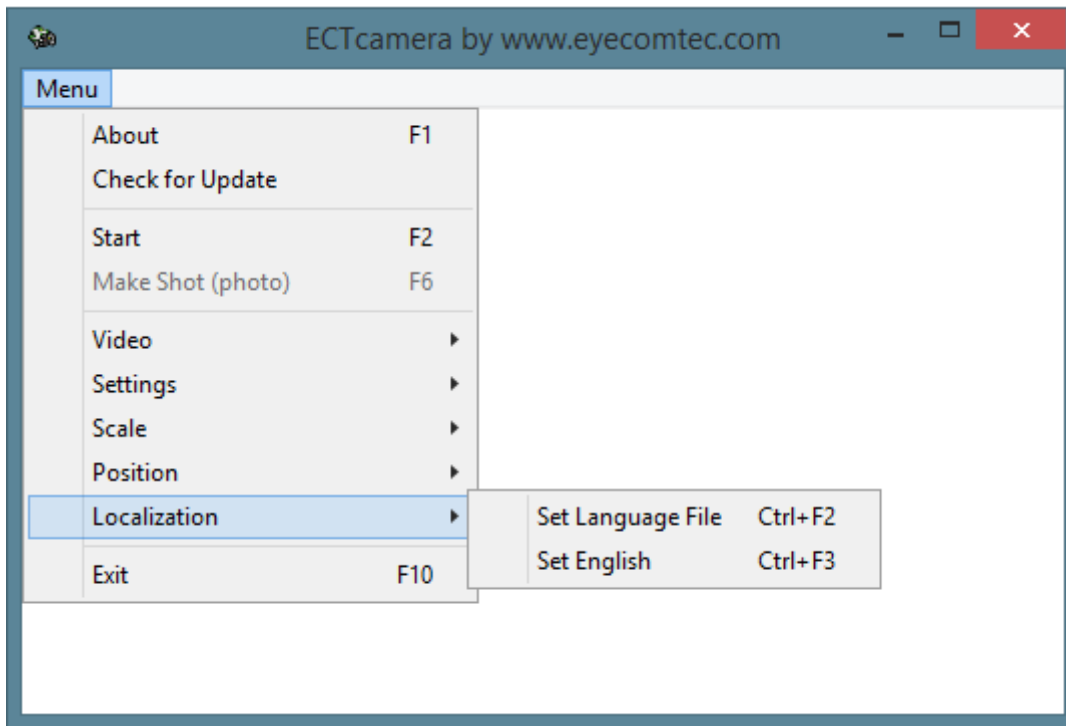 ECTcamera by www.eyecomtec.com
Menu
About F1
Check for Update
Start F2
Make Shot (photo) F6
Video
Settings
Scale
Position
Localization
Set Language File Ctrl+F2
Set English Ctrl+F3
Exit F10